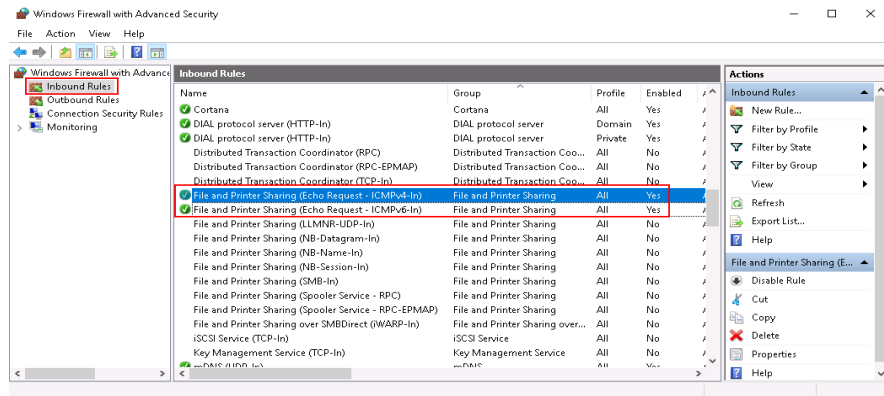 Windows Firewall with Advanced Security
File Action View Help
Windows Firewall with Advance
Inbound Rules
Outbound Rules
Connection Security Rules
Monitoring
Inbound Rules
Name Group Profile Enabled
Cortana Cortana All Yes
DIAL protocol server (HTTP-In) DIAL protocol server Domain Yes
DIAL protocol server (HTTP-In) DIAL protocol server Private Yes
Distributed Transaction Coordinator (RPC) Distributed Transaction Coo... All No
Distributed Transaction Coordinator (RPC-EPMAP) Distributed Transaction Coo... All No
Distributed Transaction Coordinator (TCP-In) Distributed Transaction Coo... All No
File and Printer Sharing (Echo Request - ICMPv4-In) File and Printer Sharing All Yes
File and Printer Sharing (Echo Request - ICMPv6-In) File and Printer Sharing All Yes
File and Printer Sharing (LLMNR-UDP-In) File and Printer Sharing All No
File and Printer Sharing (NB-Datagram-In) File and Printer Sharing All No
File and Printer Sharing (NB-Name-In) File and Printer Sharing All No
File and Printer Sharing (NB-Session-In) File and Printer Sharing All No
File and Printer Sharing (SMB-In) File and Printer Sharing All No
File and Printer Sharing (Spooler Service - RPC) File and Printer Sharing All No
File and Printer Sharing (Spooler Service - RPC-EPMAP) File and Printer Sharing All No
File and Printer Sharing over SMBDirect (iWARP-In) File and Printer Sharing over... All No
iSCSI Service (TCP-In) iSCSI Service All No
Key Management Service (TCP-In) Key Management Service All No
mDNS (UDP-In) mDNS All Yes
Actions
Inbound Rules
New Rule...
Filter by Profile
Filter by State
Filter by Group
View
Refresh
Export List...
Help
File and Printer Sharing (E...
Disable Rule
Cut
Copy
Delete
Properties
Help